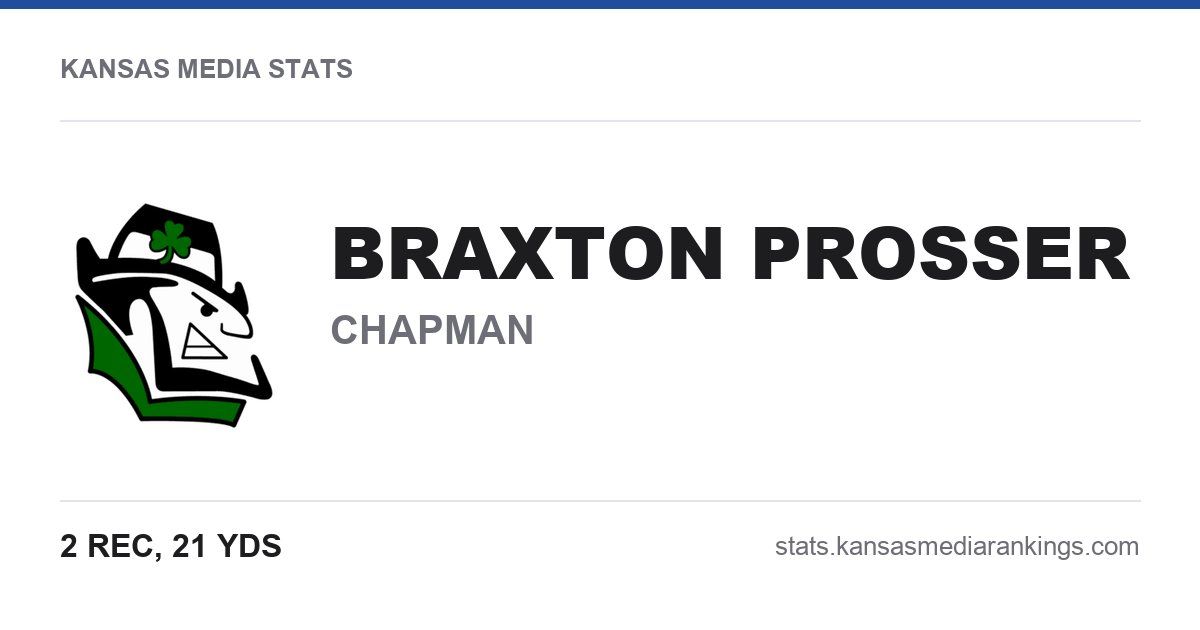 KANSAS MEDIA STATS
BRAXTON PROSSER
CHAPMAN
2 REC, 21 YDS
stats.kansasmediarankings.com